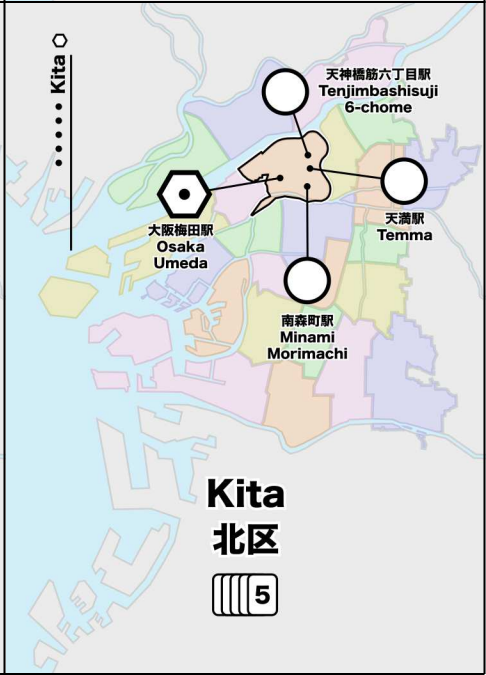 Kita
天神橋筋六丁目駅
Tenjimbashisuji
6-chome
天満駅
Temma
大阪梅田駅
Osaka
Umeda
南森町駅
Minami
Morimachi
Kita
北区
5